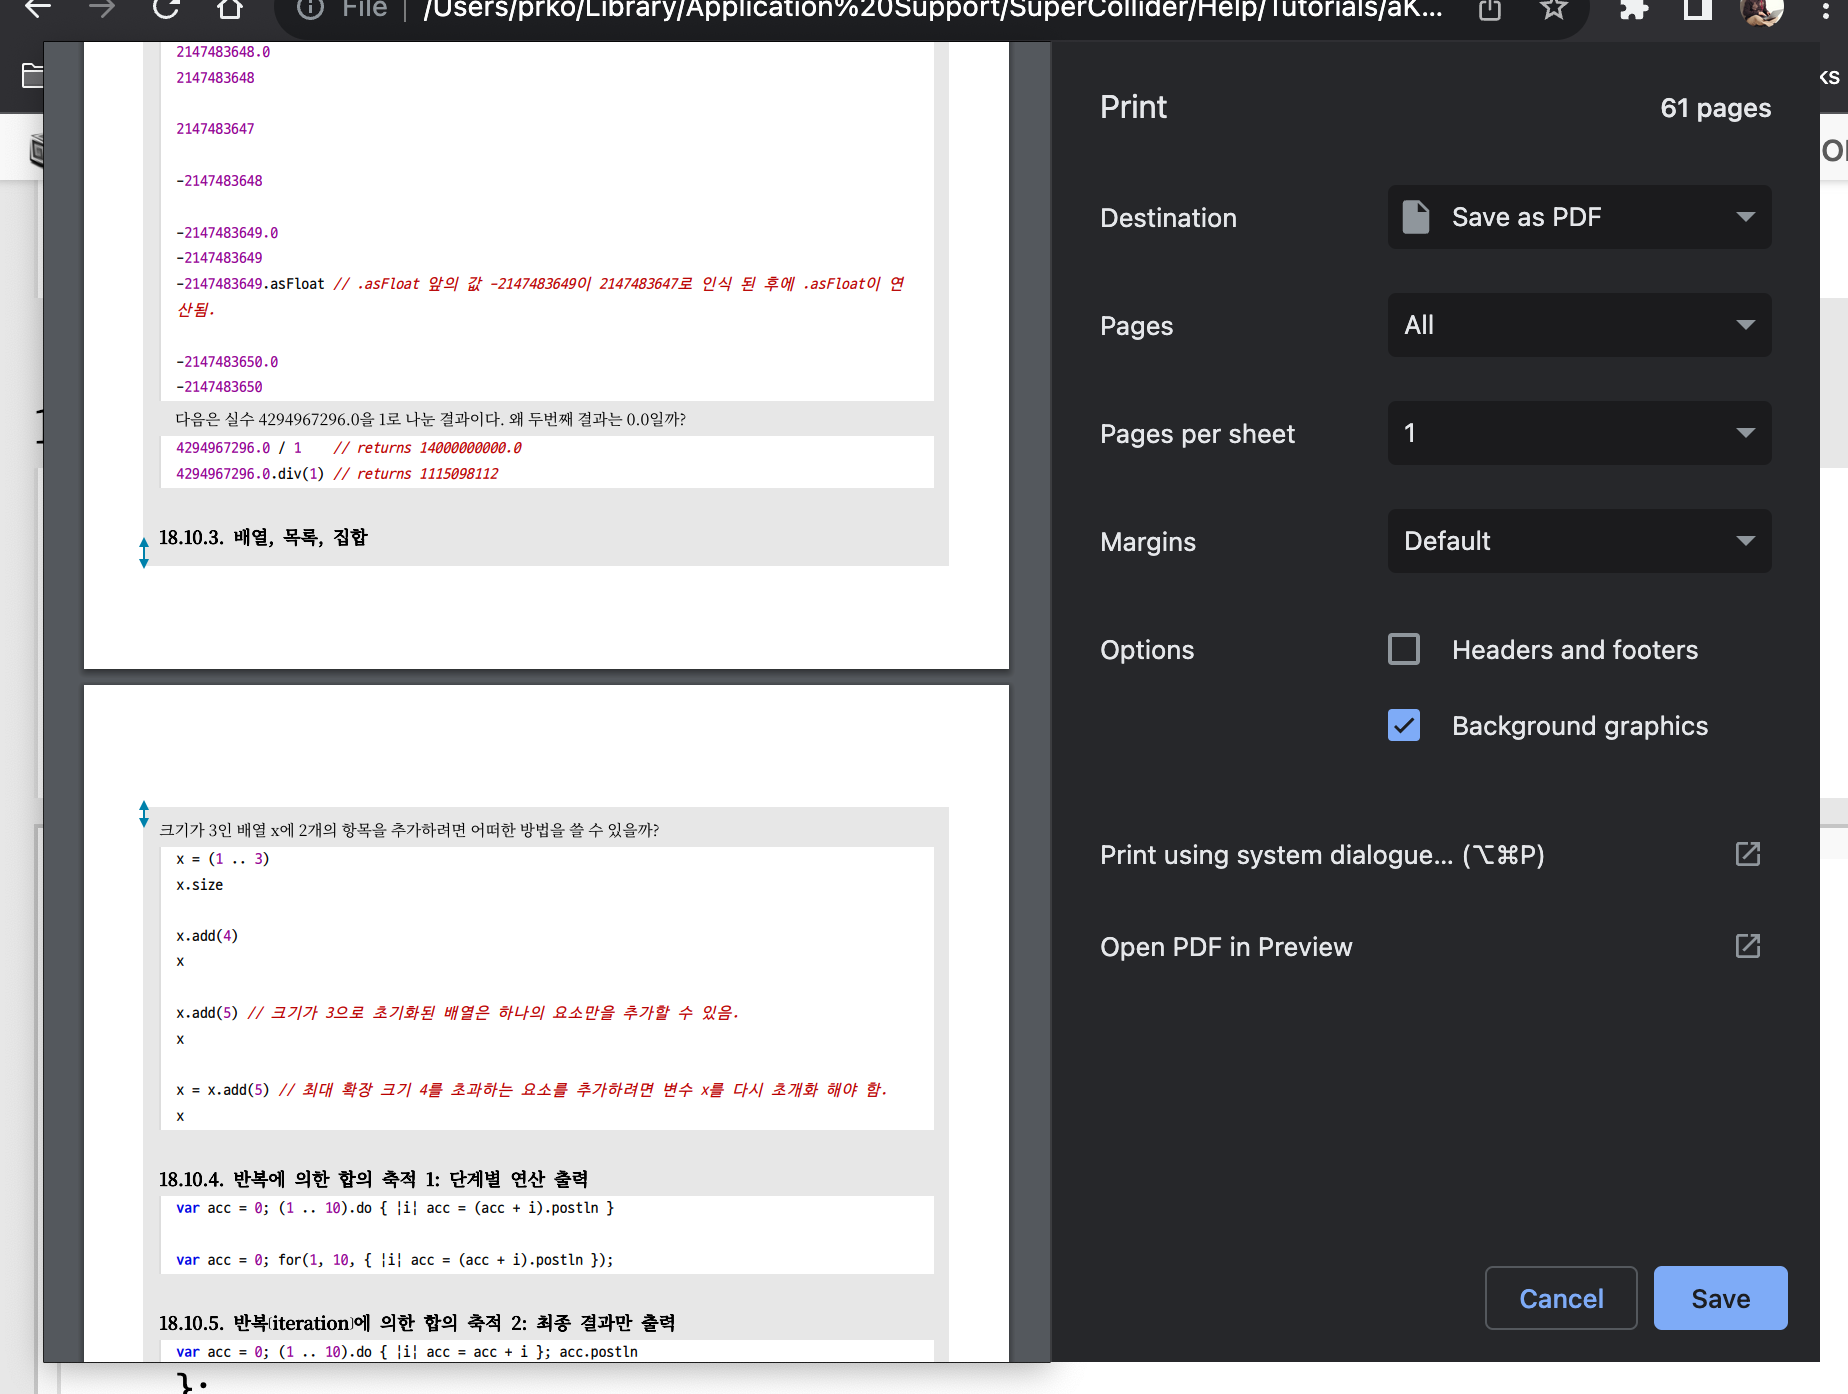 File /Users/prko/Library/Application%20Support/SuperCollider/Help/Tutorials/aK...
2147483648.0
2147483648
2147483647
-2147483648
-2147483649.0
-2147483649
-2147483649.asFloat // .asFloat 앞의 값 -2147483649이 2147483647로 인식 된 후에 .asFloat이 연
산됨.
-2147483650.0
-2147483650
다음은 실수 4294967296.0을 1로 나눈 결과이다. 왜 두번째 결과는 0.0일까?
4294967296.0 / 1 // returns 14000000000.0
4294967296.0.div(1) // returns 1115098112
18.10.3. 배열, 목록, 집합
크기가 3인 배열 x에 2개의 항목을 추가하려면 어떠한 방법을 쓸 수 있을까?
x = (1 .. 3)
x.size
x.add(4)
x
x.add(5) // 크기가 3으로 초기화된 배열은 하나의 요소만을 추가할 수 있음.
x
x = x.add(5) // 최대 확장 크기 4를 초과하는 요소를 추가하려면 변수 x를 다시 초개화 해야 함.
x
18.10.4. 반복에 의한 합의 축적 1: 단계별 연산 출력
var acc = 0; (1 .. 10).do { |i| acc = (acc + i).postln }
var acc = 0; for(1, 10, { |i| acc = (acc + i).postln });
18.10.5. 반복(iteration)에 의한 합의 축적 2: 최종 결과만 출력
var acc = 0; (1 .. 10).do { |i| acc = acc + i }; acc.postln
};
Print
61 pages
Destination
Save as PDF
Pages
All
Pages per sheet
1
Margins
Default
Options
Headers and footers
Background graphics
Print using system dialogue... (⌥⌘P)
Open PDF in Preview
Cancel
Save